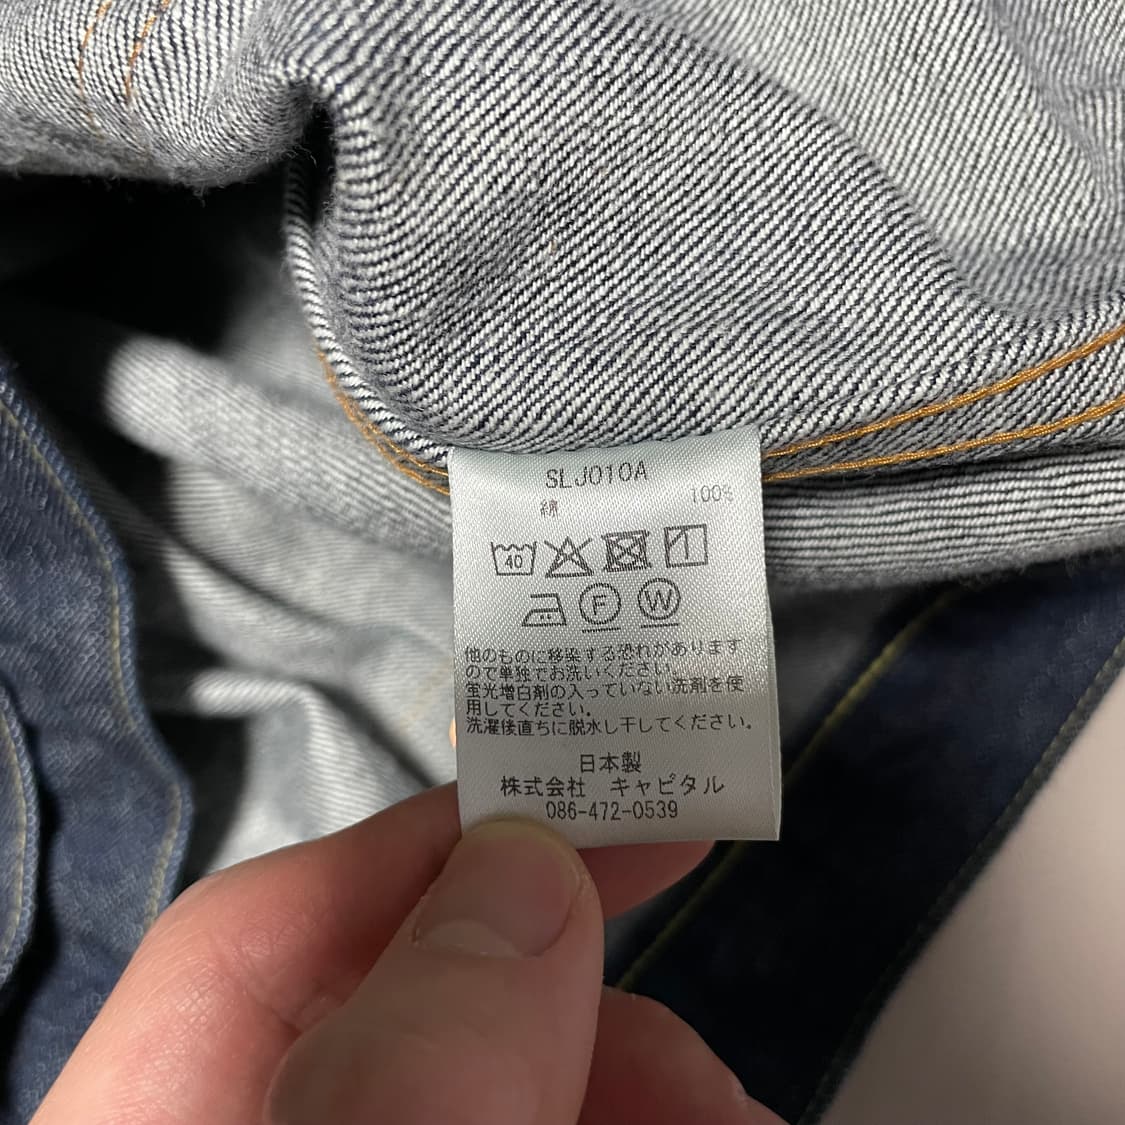 SLJ010A
綿 100%
40
F W
他のものに移染する恐れがあります
ので単独でお洗いください。
蛍光増白剤の入っていない洗剤を使
用してください。
洗濯後直ちに脱水し干してください。
日本製
株式会社 キャピタル
086-472-0539